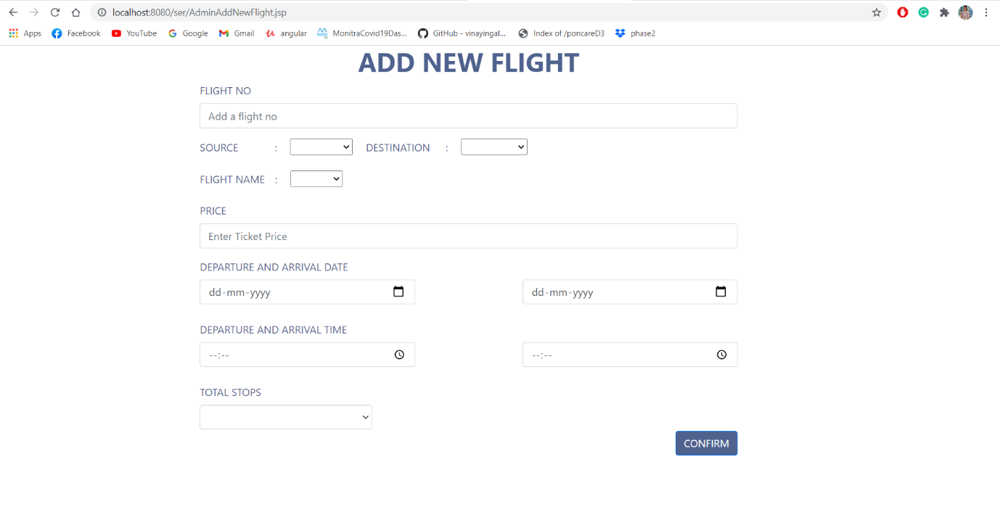 localhost:8080/ser/AdminAddNewFlight.jsp
Apps Facebook YouTube Google Gmail angular MonitraCovid19Das... GitHub - vinayingal... Index of /poncareD3 phase2
ADD NEW FLIGHT
FLIGHT NO
Add a flight no
SOURCE : DESTINATION :
FLIGHT NAME :
PRICE
Enter Ticket Price
DEPARTURE AND ARRIVAL DATE
dd-mm-yyyy dd-mm-yyyy
DEPARTURE AND ARRIVAL TIME
--:-- --:--
TOTAL STOPS
CONFIRM